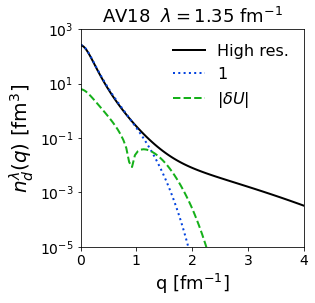 AV18 λ = 1.35 fm⁻¹
High res.
1
|δU|
n_d^λ(q) [fm³]
10³
10¹
10⁻¹
10⁻³
10⁻⁵
0 1 2 3 4
q [fm⁻¹]